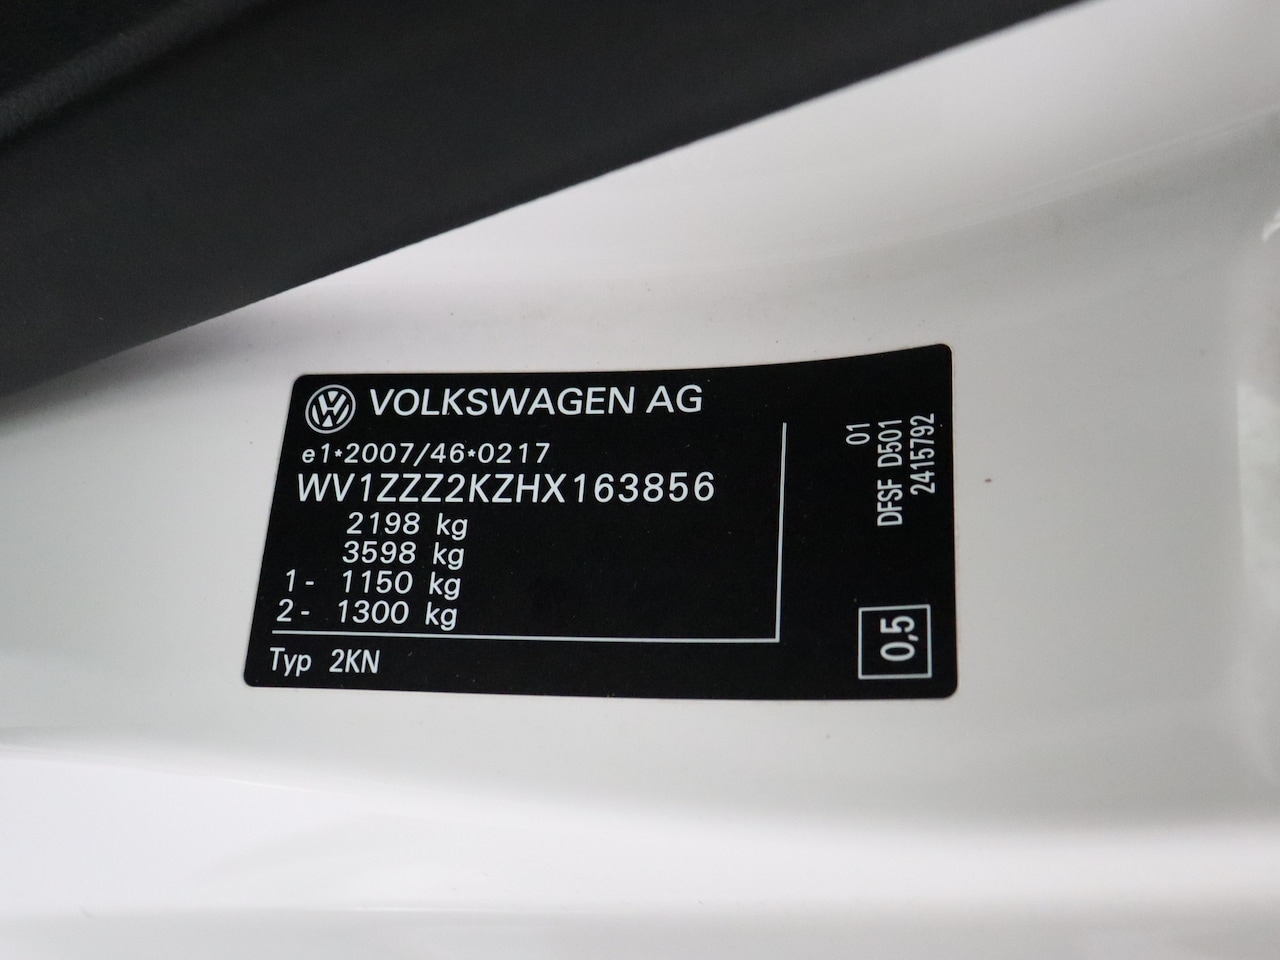 VOLKSWAGEN AG
e1*2007/46*0217
WV1ZZZ2KZHX163856
2198 kg
3598 kg
1- 1150 kg
2- 1300 kg
Typ 2KN
01
DFSF D501
2415792
0,5